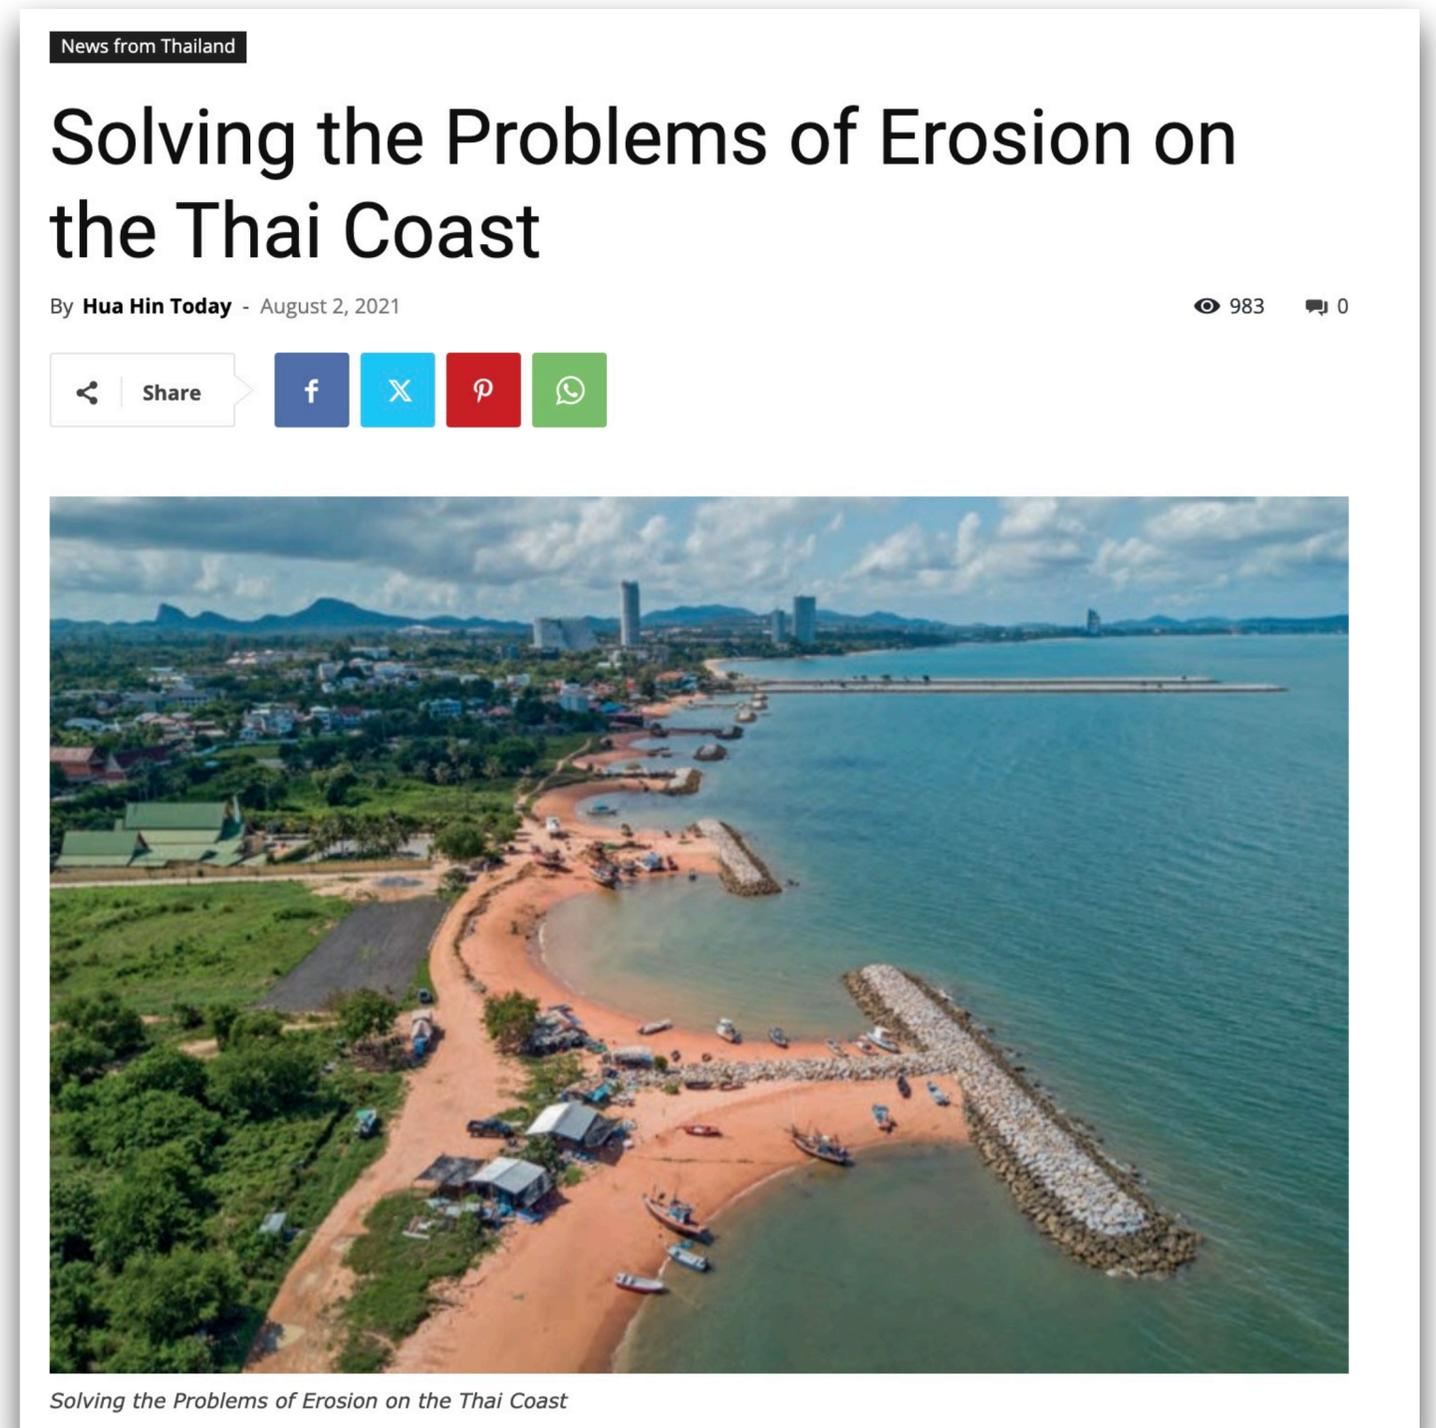 News from Thailand
Solving the Problems of Erosion on
the Thai Coast
By Hua Hin Today - August 2, 2021 983 0
Share
Solving the Problems of Erosion on the Thai Coast